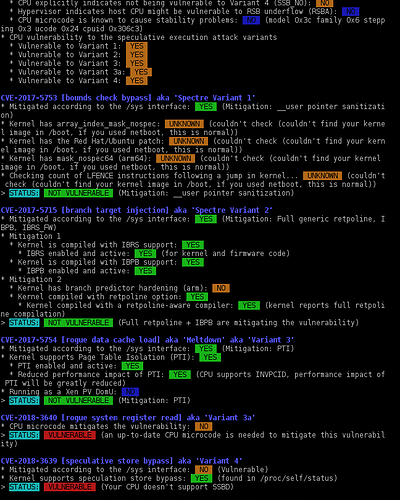 * CPU explicitly indicates not being vulnerable to Variant 4 (SSB_NO): NO
* Hypervisor indicates host CPU might be vulnerable to RSB underflow (RSBA): NO
* CPU microcode is known to cause stability problems: NO (model 0x3c family 0x6 stepp
ing 0x3 ucode 0x24 cpuid 0x306c3)
* CPU vulnerability to the speculative execution attack variants
* Vulnerable to Variant 1: YES
* Vulnerable to Variant 2: YES
* Vulnerable to Variant 3: YES
* Vulnerable to Variant 3a: YES
* Vulnerable to Variant 4: YES
CVE-2017-5753 [bounds check bypass] aka 'Spectre Variant 1'
* Mitigated according to the /sys interface: YES (Mitigation: __user pointer sanitizati
on)
* Kernel has array_index_mask_nospec: UNKNOWN (couldn't check (couldn't find your kerne
l image in /boot, if you used netboot, this is normal))
* Kernel has the Red Hat/Ubuntu patch: UNKNOWN (couldn't check (couldn't find your kern
el image in /boot, if you used netboot, this is normal))
* Kernel has mask_nospec64 (arm64): UNKNOWN (couldn't check (couldn't find your kernel
image in /boot, if you used netboot, this is normal))
* Checking count of LFENCE instructions following a jump in kernel... UNKNOWN (couldn't
check (couldn't find your kernel image in /boot, if you used netboot, this is normal))
> STATUS: NOT VULNERABLE (Mitigation: __user pointer sanitization)
CVE-2017-5715 [branch target injection] aka 'Spectre Variant 2'
* Mitigated according to the /sys interface: YES (Mitigation: Full generic retpoline, I
BPB, IBRS_FW)
* Mitigation 1
* Kernel is compiled with IBRS support: YES
* IBRS enabled and active: YES (for kernel and firmware code)
* Kernel is compiled with IBPB support: YES
* IBPB enabled and active: YES
* Mitigation 2
* Kernel has branch predictor hardening (arm): NO
* Kernel compiled with retpoline option: YES
* Kernel compiled with a retpoline-aware compiler: YES (kernel reports full retpoli
ne compilation)
> STATUS: NOT VULNERABLE (Full retpoline + IBPB are mitigating the vulnerability)
CVE-2017-5754 [rogue data cache load] aka 'Meltdown' aka 'Variant 3'
* Mitigated according to the /sys interface: YES (Mitigation: PTI)
* Kernel supports Page Table Isolation (PTI): YES
* PTI enabled and active: YES
* Reduced performance impact of PTI: YES (CPU supports INVPCID, performance impact of
PTI will be greatly reduced)
* Running as a Xen PV DomU: NO
> STATUS: NOT VULNERABLE (Mitigation: PTI)
CVE-2018-3640 [rogue system register read] aka 'Variant 3a'
* CPU microcode mitigates the vulnerability: NO
> STATUS: VULNERABLE (an up-to-date CPU microcode is needed to mitigate this vulnerabil
ity)
CVE-2018-3639 [speculative store bypass] aka 'Variant 4'
* Mitigated according to the /sys interface: NO (Vulnerable)
* Kernel supports speculation store bypass: YES (found in /proc/self/status)
> STATUS: VULNERABLE (Your CPU doesn't support SSBD)